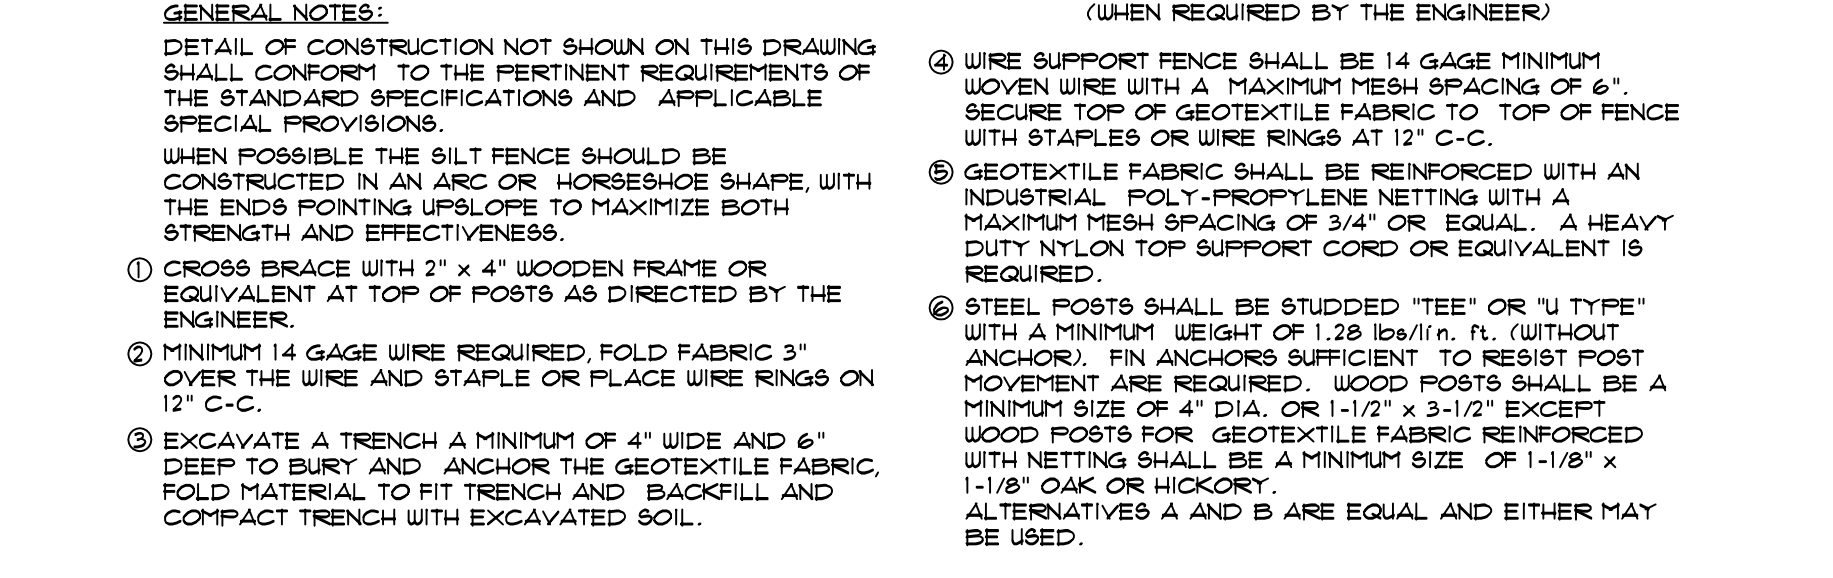 GENERAL NOTES:
DETAIL OF CONSTRUCTION NOT SHOWN ON THIS DRAWING
SHALL CONFORM TO THE PERTINENT REQUIREMENTS OF
THE STANDARD SPECIFICATIONS AND APPLICABLE
SPECIAL PROVISIONS.
WHEN POSSIBLE THE SILT FENCE SHOULD BE
CONSTRUCTED IN AN ARC OR HORSESHOE SHAPE, WITH
THE ENDS POINTING UPSLOPE TO MAXIMIZE BOTH
STRENGTH AND EFFECTIVENESS.
① CROSS BRACE WITH 2" x 4" WOODEN FRAME OR
EQUIVALENT AT TOP OF POSTS AS DIRECTED BY THE
ENGINEER.
② MINIMUM 14 GAGE WIRE REQUIRED, FOLD FABRIC 3"
OVER THE WIRE AND STAPLE OR PLACE WIRE RINGS ON
12" C-C.
③ EXCAVATE A TRENCH A MINIMUM OF 4" WIDE AND 6"
DEEP TO BURY AND ANCHOR THE GEOTEXTILE FABRIC,
FOLD MATERIAL TO FIT TRENCH AND BACKFILL AND
COMPACT TRENCH WITH EXCAVATED SOIL.
(WHEN REQUIRED BY THE ENGINEER)
④ WIRE SUPPORT FENCE SHALL BE 14 GAGE MINIMUM
WOVEN WIRE WITH A MAXIMUM MESH SPACING OF 6".
SECURE TOP OF GEOTEXTILE FABRIC TO TOP OF FENCE
WITH STAPLES OR WIRE RINGS AT 12" C-C.
⑤ GEOTEXTILE FABRIC SHALL BE REINFORCED WITH AN
INDUSTRIAL POLY-PROPYLENE NETTING WITH A
MAXIMUM MESH SPACING OF 3/4" OR EQUAL. A HEAVY
DUTY NYLON TOP SUPPORT CORD OR EQUIVALENT IS
REQUIRED.
⑥ STEEL POSTS SHALL BE STUDDED "TEE" OR "U TYPE"
WITH A MINIMUM WEIGHT OF 1.28 lbs/lin. ft. (WITHOUT
ANCHOR). FIN ANCHORS SUFFICIENT TO RESIST POST
MOVEMENT ARE REQUIRED. WOOD POSTS SHALL BE A
MINIMUM SIZE OF 4" DIA. OR 1-1/2" x 3-1/2" EXCEPT
WOOD POSTS FOR GEOTEXTILE FABRIC REINFORCED
WITH NETTING SHALL BE A MINIMUM SIZE OF 1-1/8" x
1-1/8" OAK OR HICKORY.
ALTERNATIVES A AND B ARE EQUAL AND EITHER MAY
BE USED.